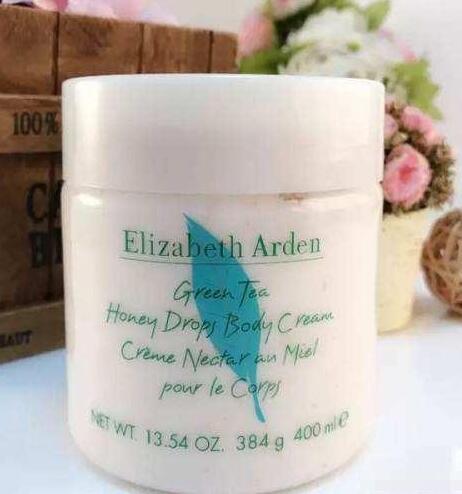 100%
Elizabeth Arden
Green Tea
Honey Drops Body Cream
Crème Nectar au Miel
pour le Corps
NET WT. 13.54 OZ. 384 g 400 ml e